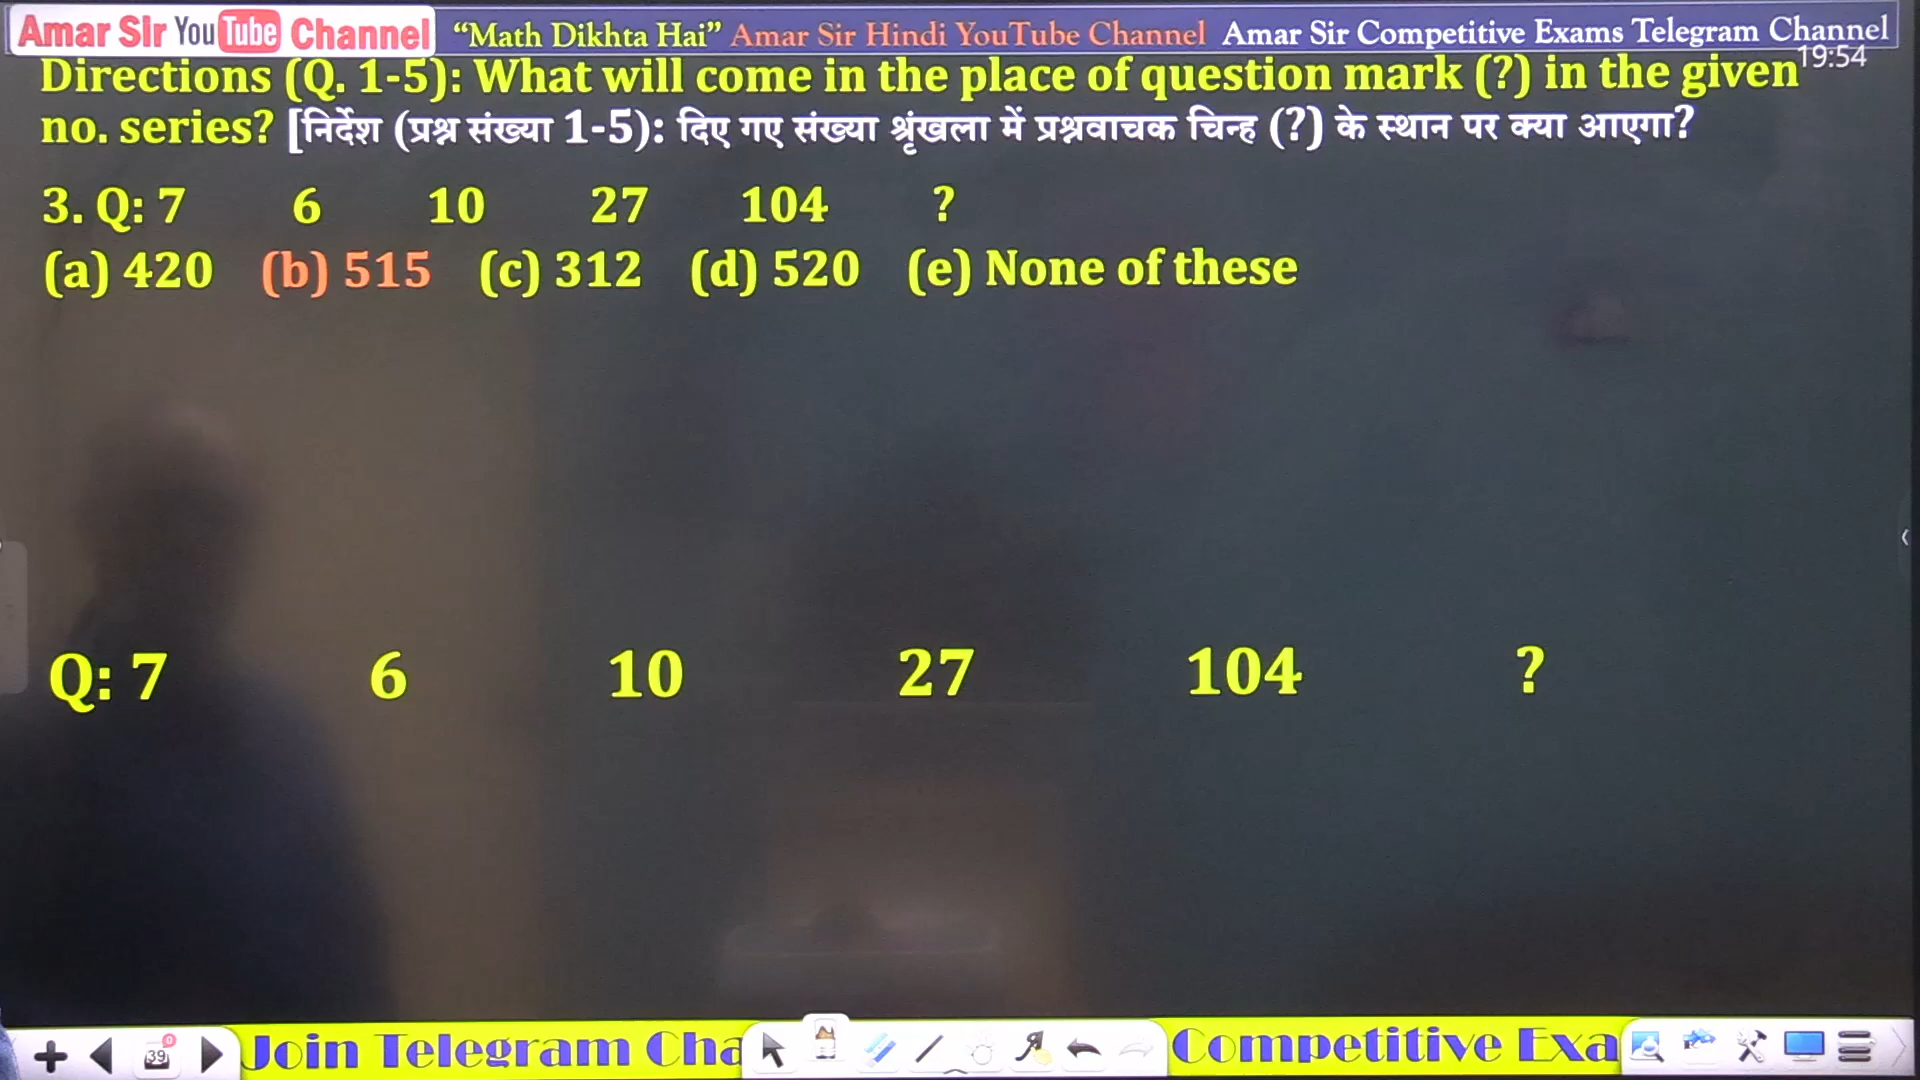 Amar Sir YouTube Channel "Math Dikhta Hai" Amar Sir Hindi YouTube Channel Amar Sir Competitive Exams Telegram Channel
19:54
Directions (Q. 1-5): What will come in the place of question mark (?) in the given
no. series? [निर्देश (प्रश्न संख्या 1-5): दिए गए संख्या श्रृंखला में प्रश्नवाचक चिन्ह (?) के स्थान पर क्या आएगा?
3. Q: 7 6 10 27 104 ?
(a) 420 (b) 515 (c) 312 (d) 520 (e) None of these
Q: 7 6 10 27 104 ?
39 0 Join Telegram Cha Competitive Exa